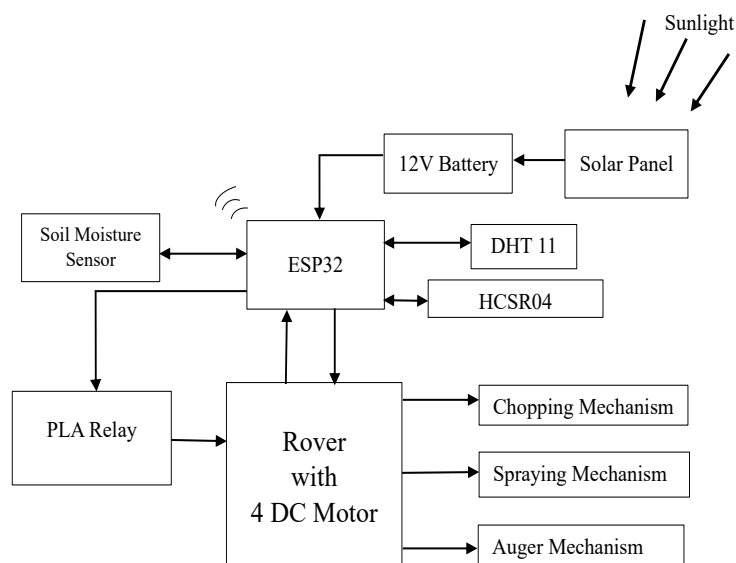 Sunlight
12V Battery
Solar Panel
Soil Moisture
Sensor
ESP32
DHT 11
HCSR04
PLA Relay
Rover
with
4 DC Motor
Chopping Mechanism
Spraying Mechanism
Auger Mechanism